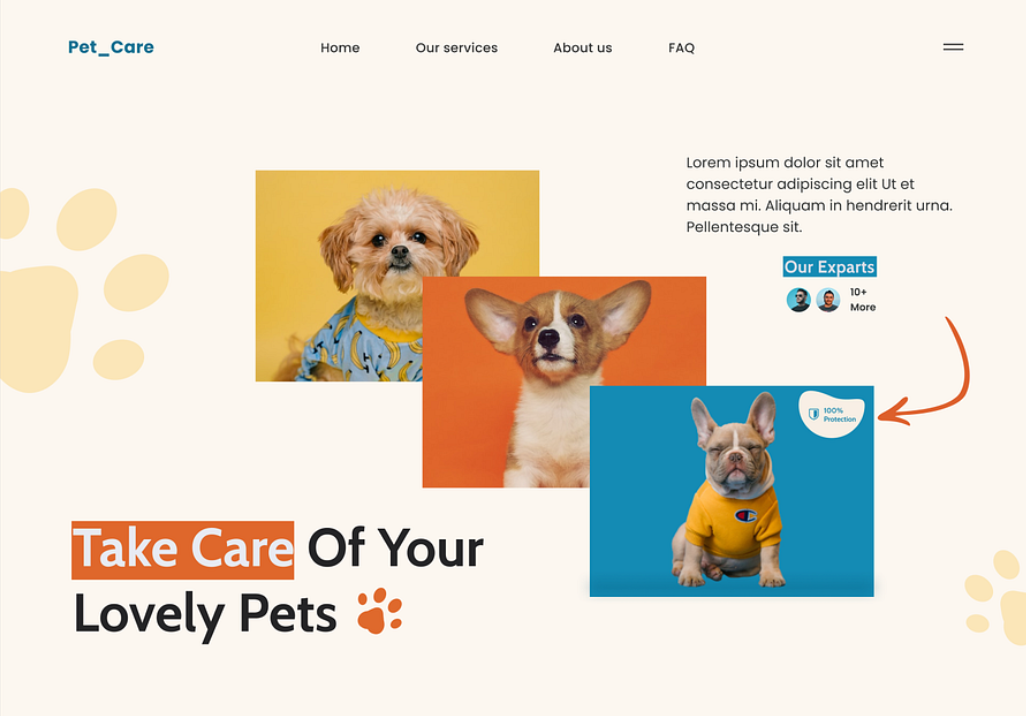 Pet_Care
Home
Our services
About us
FAQ
Lorem ipsum dolor sit amet
consectetur adipiscing elit Ut et
massa mi. Aliquam in hendrerit urna.
Pellentesque sit.
Our Exparts
10+
More
100%
Protection
Take Care Of Your
Lovely Pets